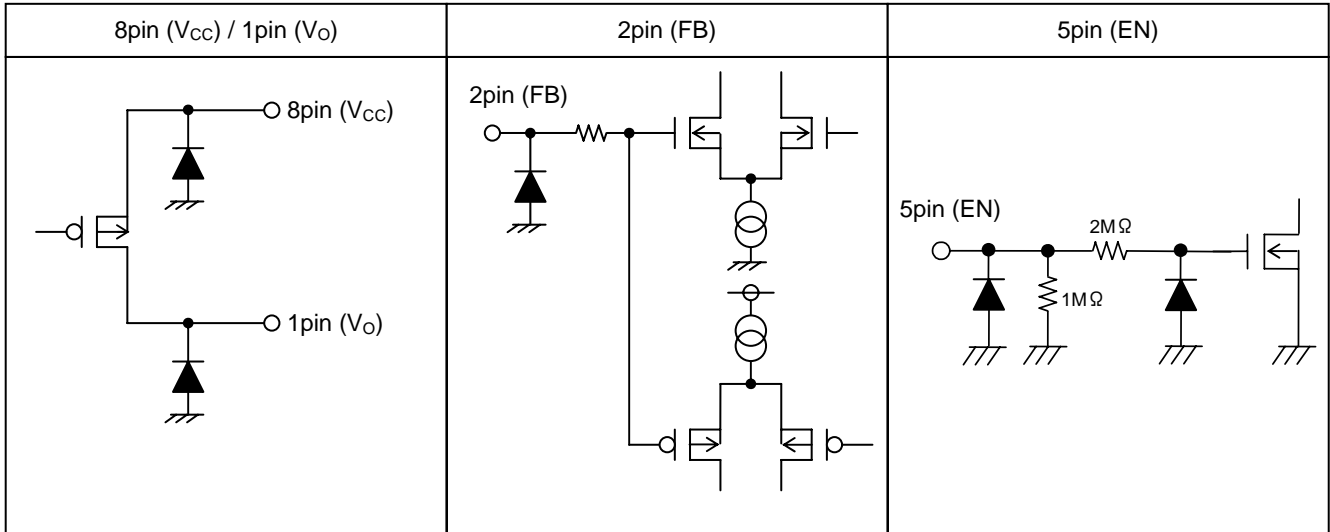 8pin (VCC) / 1pin (VO)
2pin (FB)
5pin (EN)
8pin (VCC)
1pin (VO)
2pin (FB)
5pin (EN)
2MΩ
1MΩ